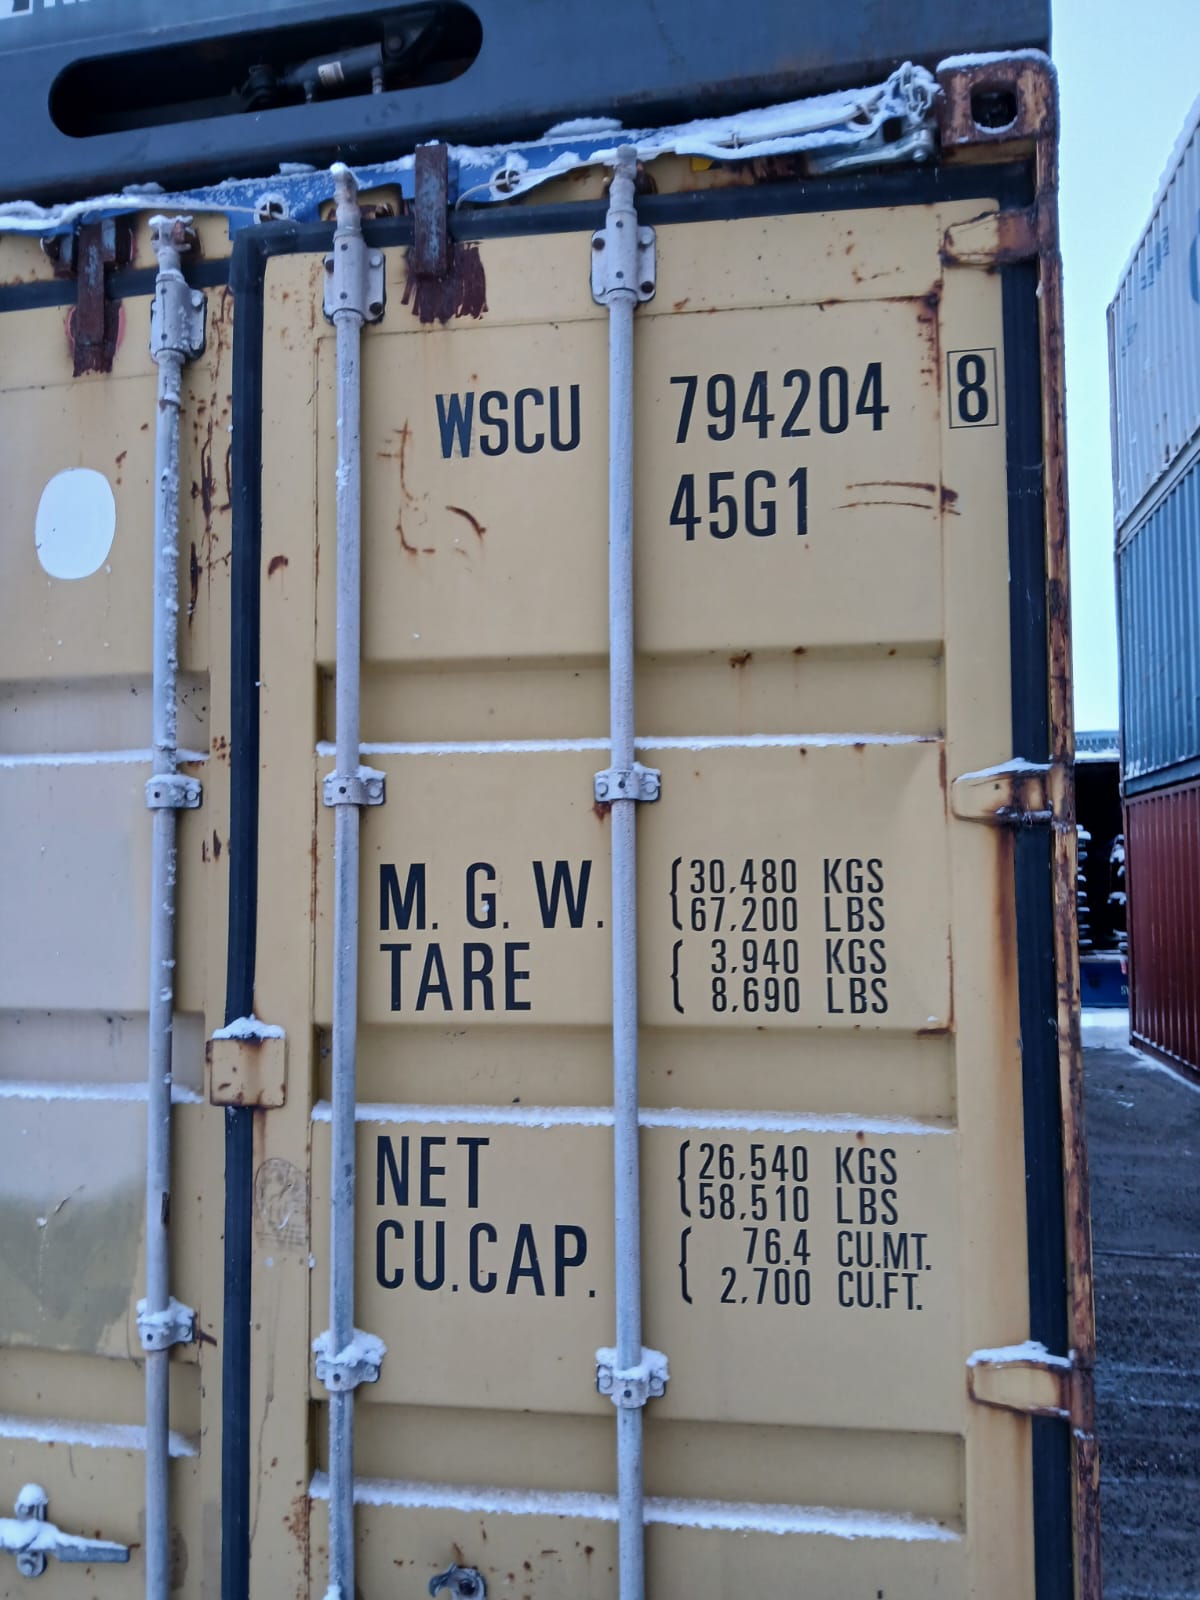 WSCU 794204 8
45G1
M. G. W. 30,480 KGS
67,200 LBS
TARE 3,940 KGS
8,690 LBS
NET 26,540 KGS
58,510 LBS
CU.CAP. 76.4 CU.MT.
2,700 CU.FT.